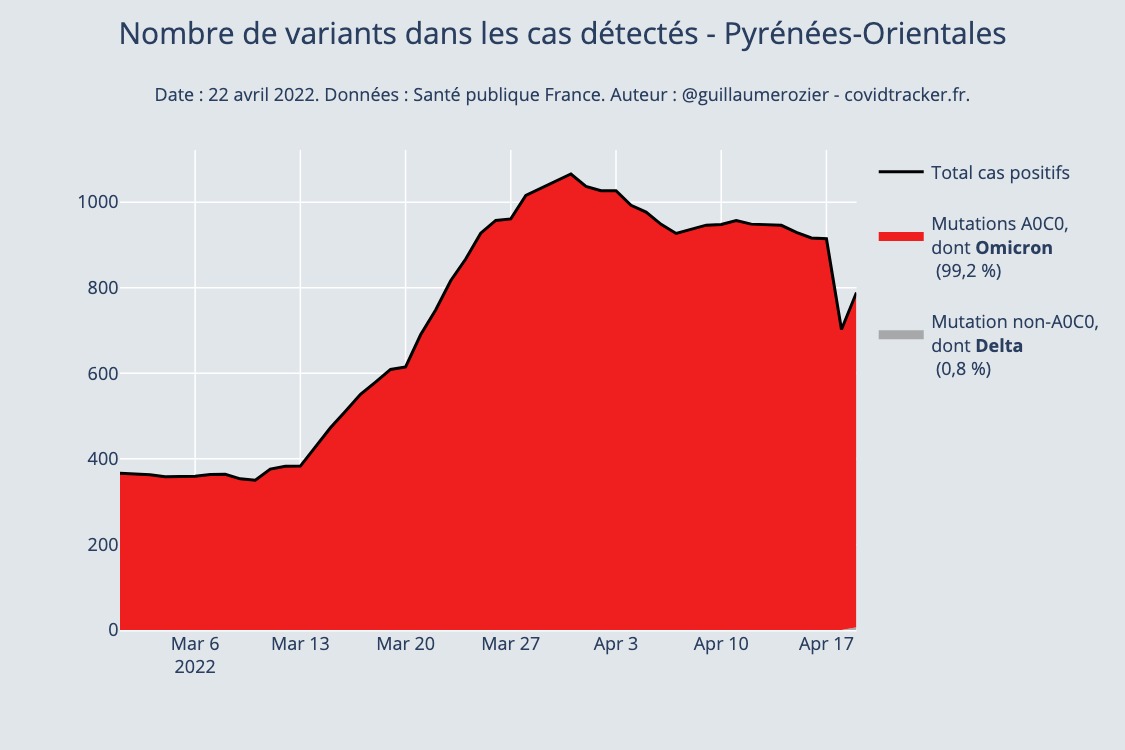 Nombre de variants dans les cas détectés - Pyrénées-Orientales
Date : 22 avril 2022. Données : Santé publique France. Auteur : @guillaumerozier - covidtracker.fr.
Total cas positifs
Mutations A0C0,
dont Omicron
(99,2 %)
Mutation non-A0C0,
dont Delta
(0,8 %)
1000
800
600
400
200
0
Mar 6
2022
Mar 13
Mar 20
Mar 27
Apr 3
Apr 10
Apr 17